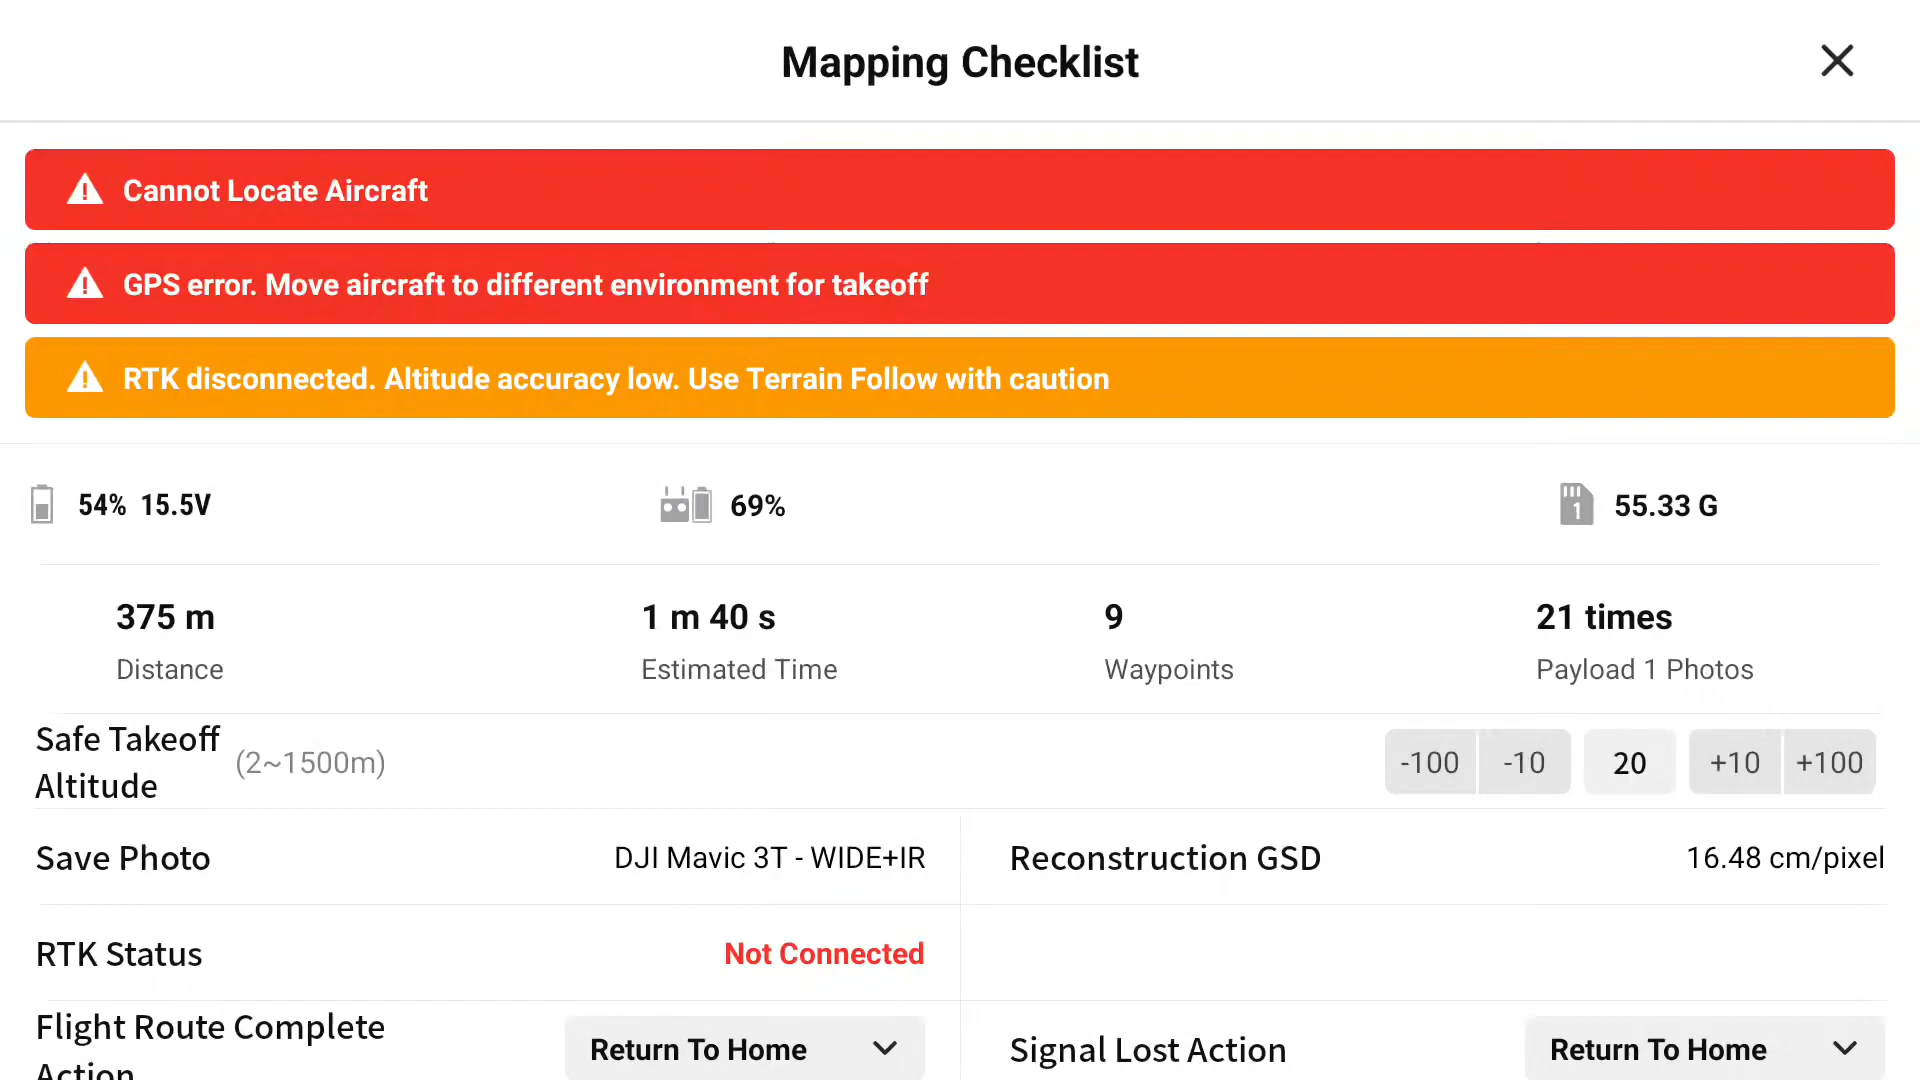 Mapping Checklist
Cannot Locate Aircraft
GPS error. Move aircraft to different environment for takeoff
RTK disconnected. Altitude accuracy low. Use Terrain Follow with caution
54% 15.5V
69%
1
55.33 G
375 m
Distance
1 m 40 s
Estimated Time
9
Waypoints
21 times
Payload 1 Photos
Safe Takeoff
Altitude
(2~1500m)
-100 -10 20 +10 +100
Save Photo
DJI Mavic 3T - WIDE+IR
Reconstruction GSD
16.48 cm/pixel
RTK Status
Not Connected
Flight Route Complete
Action
Return To Home
Signal Lost Action
Return To Home